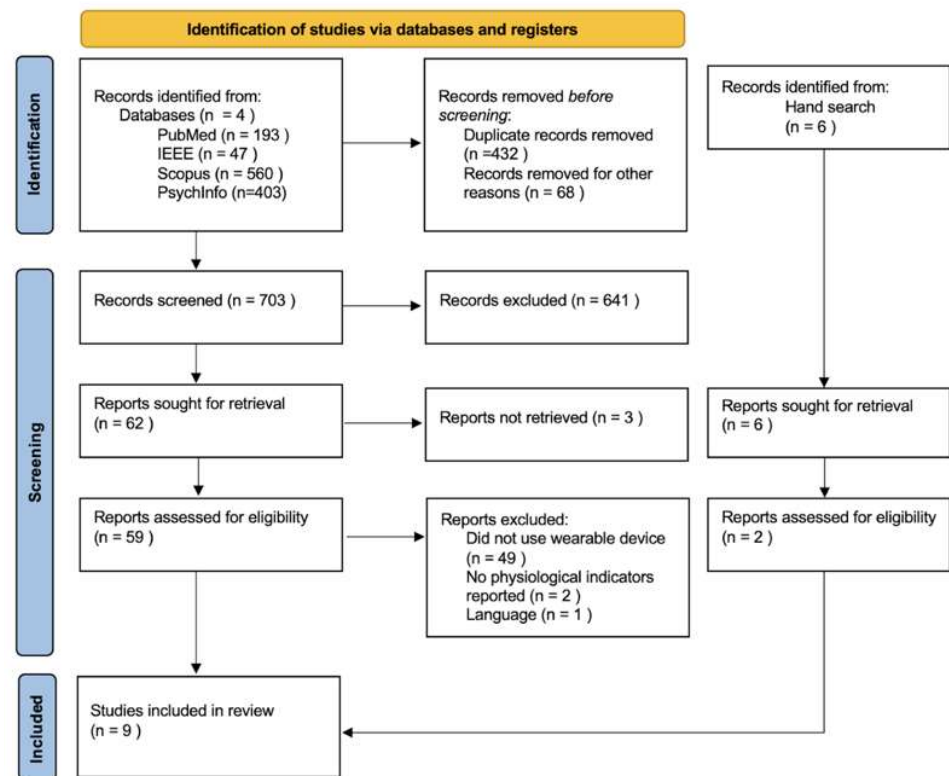 Identification of studies via databases and registers
Identification
Records identified from:
Databases (n = 4 )
PubMed (n = 193 )
IEEE (n = 47 )
Scopus (n = 560 )
PsychInfo (n=403)
Records removed before
screening:
Duplicate records removed
(n =432 )
Records removed for other
reasons (n = 68 )
Records identified from:
Hand search
(n = 6 )
Screening
Records screened (n = 703 )
Records excluded (n = 641 )
Reports sought for retrieval
(n = 62 )
Reports not retrieved (n = 3 )
Reports sought for retrieval
(n = 6 )
Reports assessed for eligibility
(n = 59 )
Reports excluded:
Did not use wearable device
(n = 49 )
No physiological indicators
reported (n = 2 )
Language (n = 1 )
Reports assessed for eligibility
(n = 2 )
Included
Studies included in review
(n = 9 )